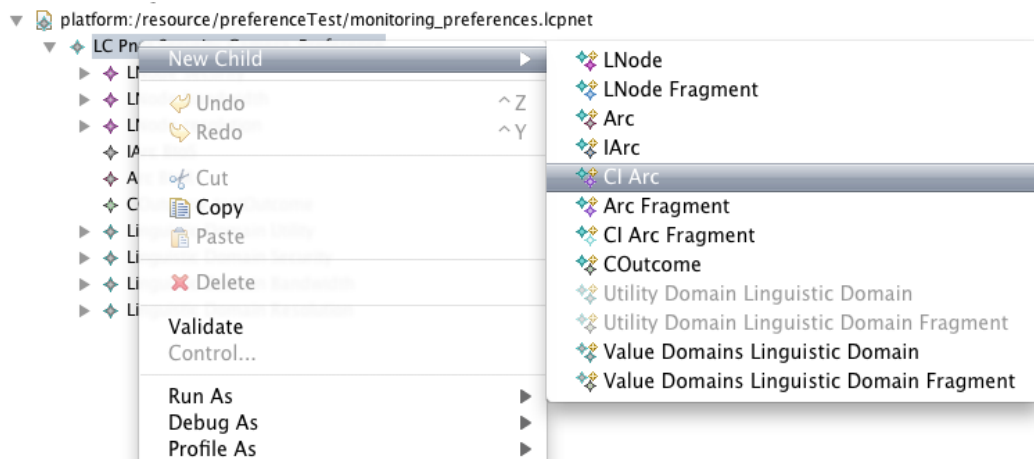 platform:/resource/preferenceTest/monitoring_preferences.lcpnet
LC
New Child
Undo ^Z
Redo ^Y
Cut
Copy
Paste
Delete
Validate
Control...
Run As
Debug As
Profile As
LNode
LNode Fragment
Arc
IArc
CI Arc
Arc Fragment
CI Arc Fragment
COutcome
Utility Domain Linguistic Domain
Utility Domain Linguistic Domain Fragment
Value Domains Linguistic Domain
Value Domains Linguistic Domain Fragment